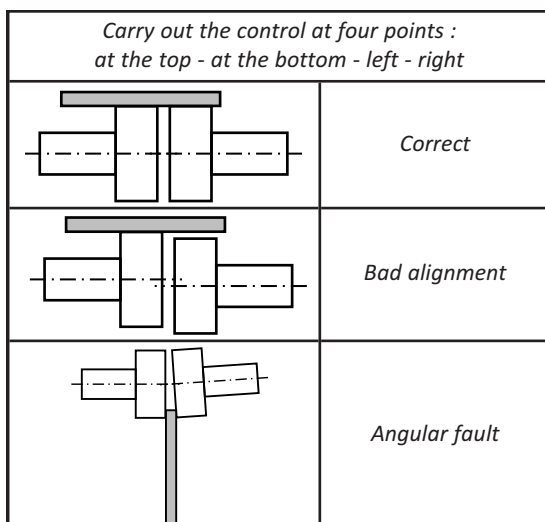 Carry out the control at four points :
at the top - at the bottom - left - right
Correct
Bad alignment
Angular fault